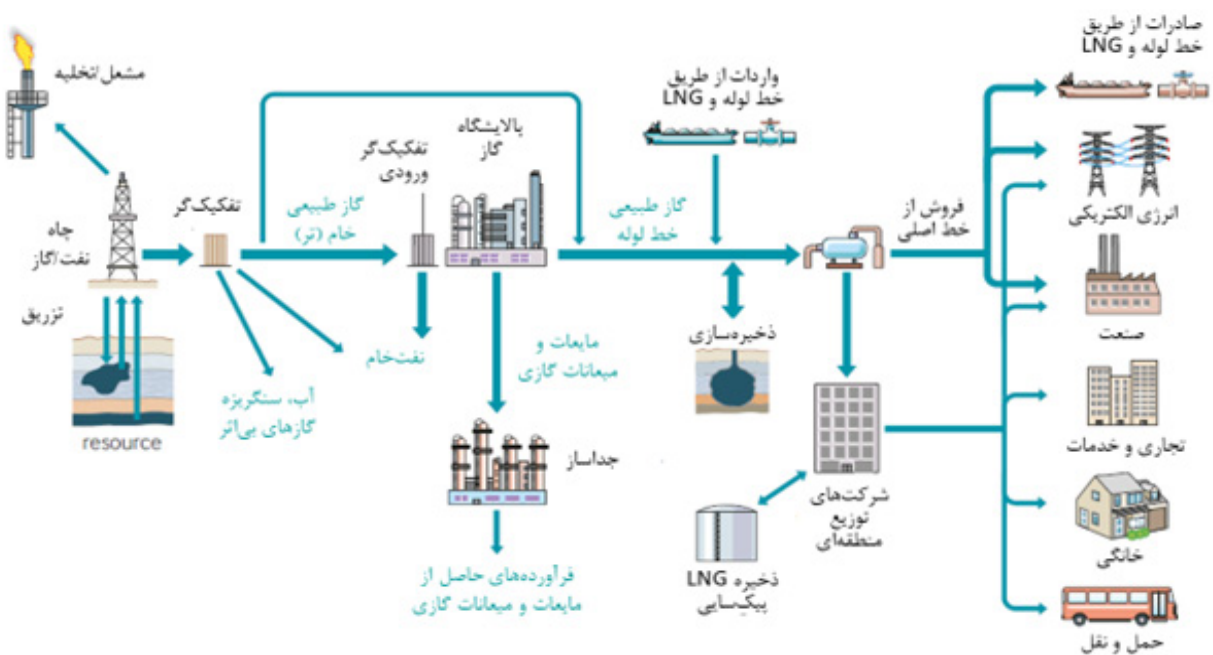 صادرات از طریق
خط لوله و LNG
مشعل/تخلیه
واردات از طریق
خط لوله و LNG
پالایشگاه
گاز
تفکیک‌گر
ورودی
تفکیک‌گر
گاز طبیعی
خام (تر)
گاز طبیعی
خط لوله
فروش از
خط اصلی
انرژی الکتریکی
چاه
نفت/گاز
تزریق
resource
نفت‌خام
آب، سنگریزه
گازهای بی‌اثر
مایعات و
میعانات گازی
ذخیره‌سازی
صنعت
جداساز
تجاری و خدمات
شرکت‌های
توزیع
منطقه‌ای
خانگی
ذخیره LNG
پیک‌سایی
فرآورده‌های حاصل از
مایعات و میعانات گازی
حمل و نقل